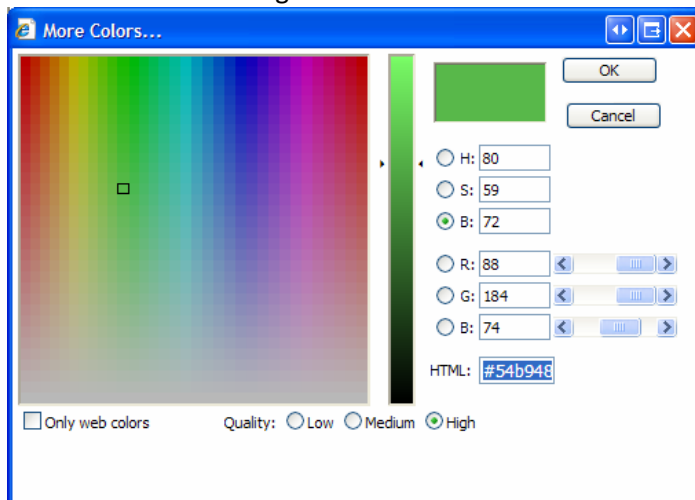 More Colors...
OK
Cancel
H: 80
S: 59
B: 72
R: 88
G: 184
B: 74
HTML: #54b948
Only web colors Quality: Low Medium High